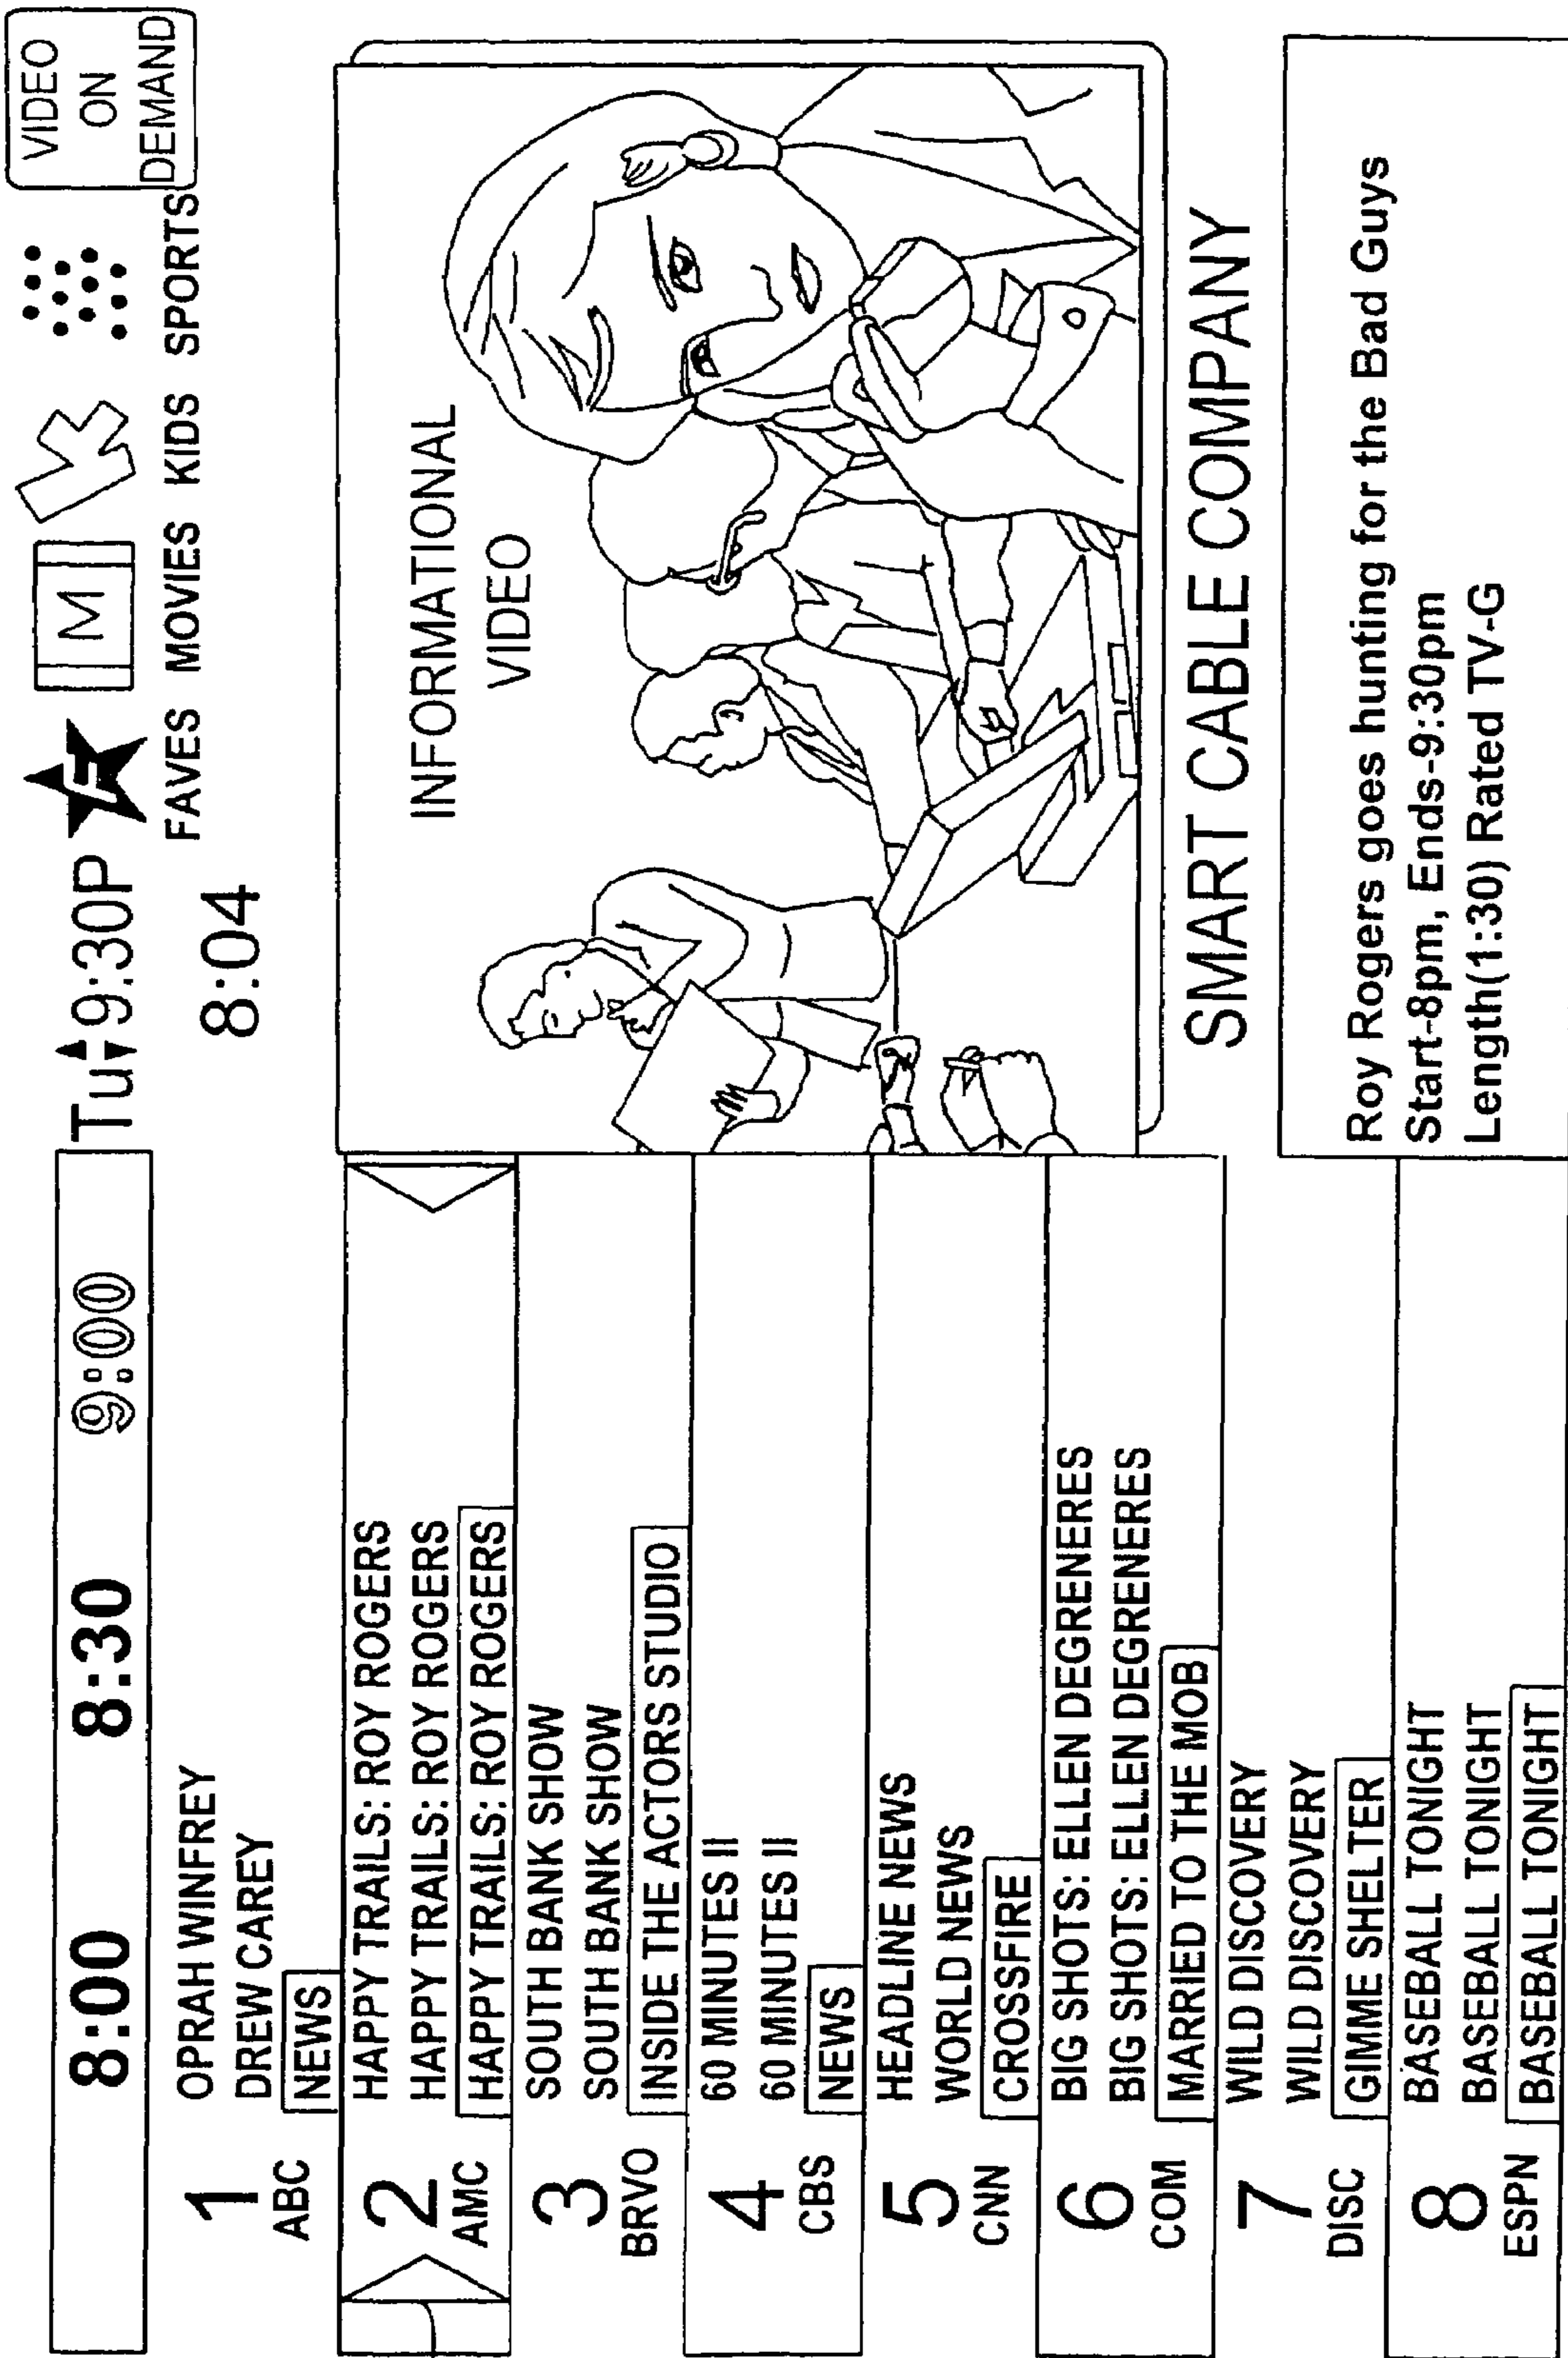 8:00 8:30 9:00
Tu 9:30P
F
M
K
VIDEO
ON
DEMAND
FAVES MOVIES KIDS SPORTS
8:04
1
ABC
OPRAH WINFREY
DREW CAREY
NEWS
2
AMC
HAPPY TRAILS: ROY ROGERS
HAPPY TRAILS: ROY ROGERS
HAPPY TRAILS: ROY ROGERS
3
BRVO
SOUTH BANK SHOW
SOUTH BANK SHOW
INSIDE THE ACTORS STUDIO
4
CBS
60 MINUTES II
60 MINUTES II
NEWS
5
CNN
HEADLINE NEWS
WORLD NEWS
CROSSFIRE
6
COM
BIG SHOTS: ELLEN DEGRENERES
BIG SHOTS: ELLEN DEGRENERES
MARRIED TO THE MOB
7
DISC
WILD DISCOVERY
WILD DISCOVERY
GIMME SHELTER
8
ESPN
BASEBALL TONIGHT
BASEBALL TONIGHT
BASEBALL TONIGHT
INFORMATIONAL
VIDEO
SMART CABLE COMPANY
Roy Rogers goes hunting for the Bad Guys
Start-8pm, Ends-9:30pm
Length(1:30) Rated TV-G